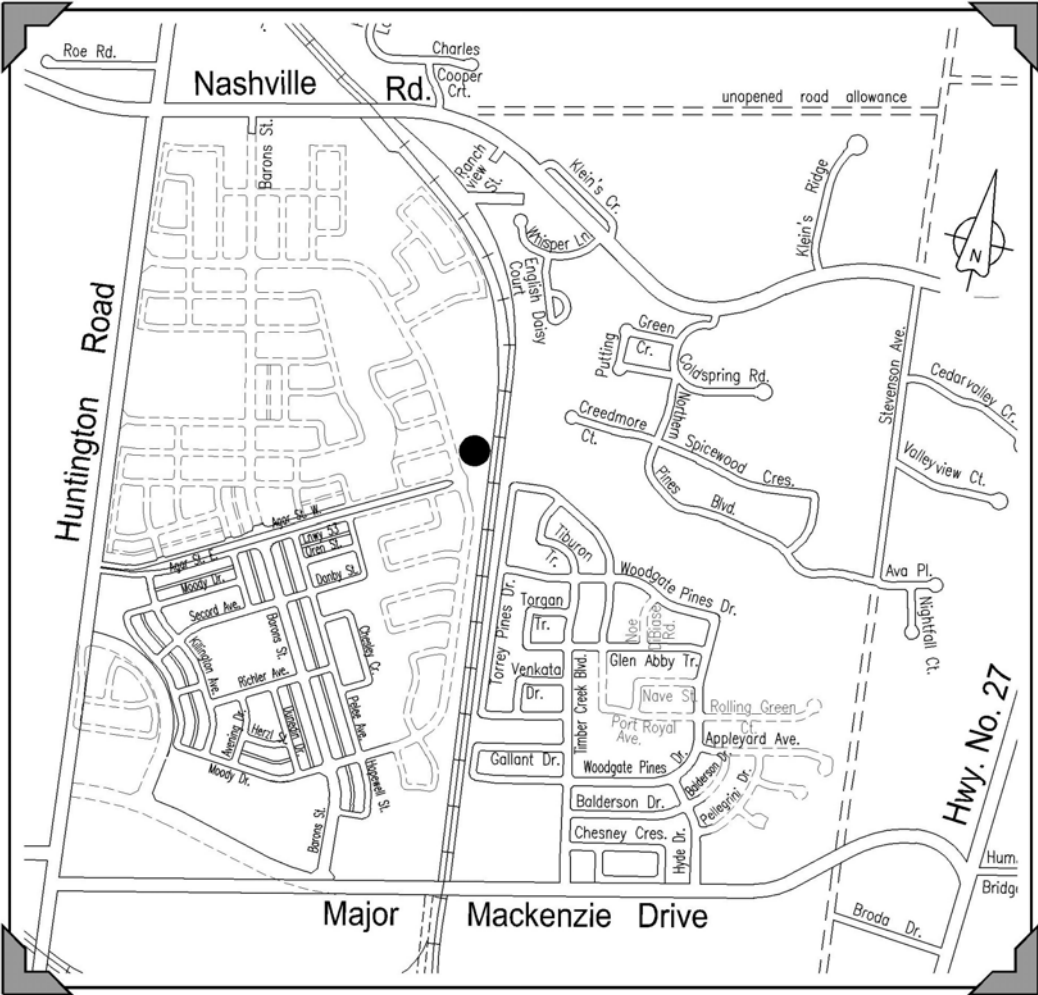 Roe Rd.
Nashville Rd.
Charles
Cooper
Crt.
unopened road allowance
Barons St.
Ranch
view
St.
Klein's Cr.
Klein's Ridge
Whisper Ln.
English Daisy
Court
N
Huntington Road
Green
Putting
Cr.
Coldspring Rd.
Northern
Pines Blvd.
Creedmore
Ct.
Spicewood Cres.
Stevenson Ave.
Cedarvalley Cr.
Valleyview Ct.
Ava Pl.
Nightfall Ct.
Agar St. W.
Lnwy 53
Oren St.
Agar St. E.
Moody Dr.
Danby St.
Secord Ave.
Barons St.
Killington
Ave.
Chesley Cr.
Richler Ave.
Pelee Ave.
Avening Dr.
Herzl St.
Dunedin Dr.
Moody Dr.
Hopewell St.
Barons St.
Tiburon
Tr.
Woodgate Pines Dr.
Torrey Pines Dr.
Torgan
Tr.
Noe
DiBiase
Rd.
Venkata
Dr.
Timber Creek Blvd.
Glen Abby Tr.
Nave St.
Rolling Green
Ct.
Port Royal
Ave.
Appleyard Ave.
Gallant Dr.
Woodgate Pines Dr.
Balderson Dr.
Pellegrini Dr.
Balderson Dr.
Chesney Cres.
Hyde Dr.
Hwy. No. 27
Hum
Bridg
Major Mackenzie Drive
Broda Dr.